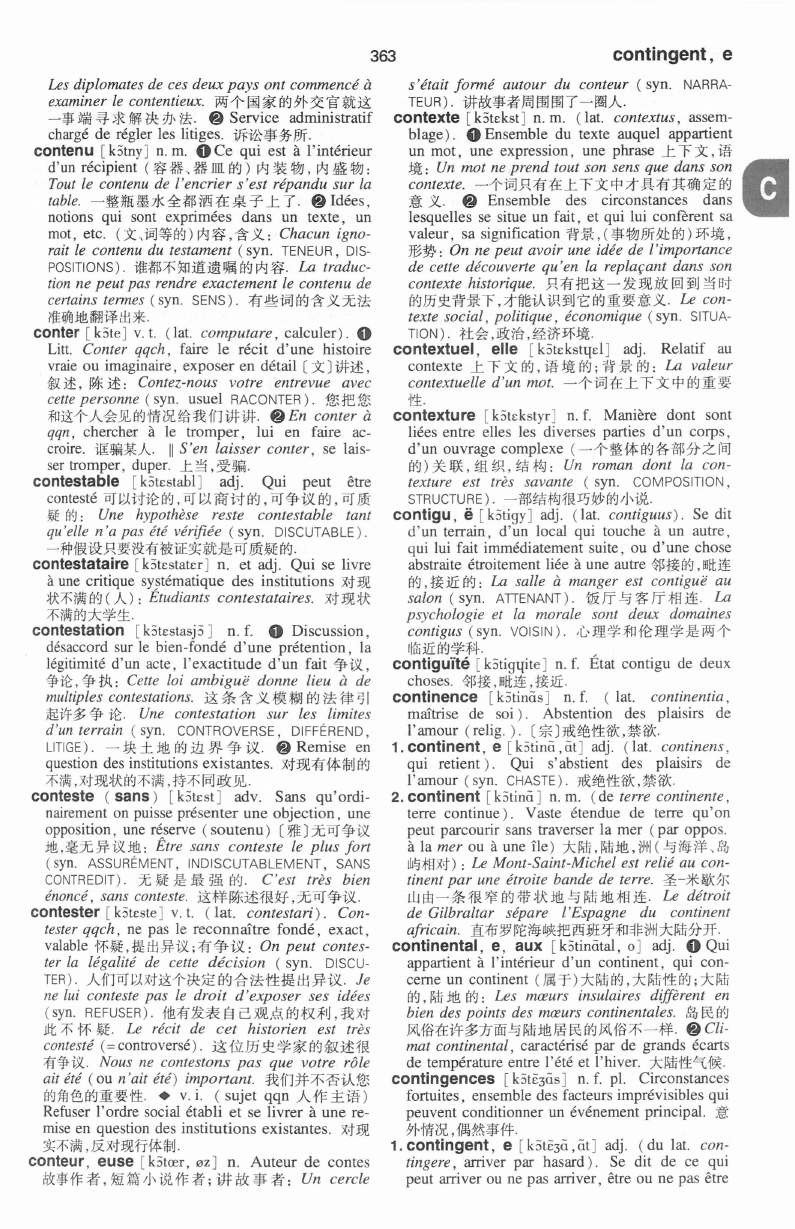 363
contingent, e
Les diplomates de ces deux pays ont commencé à
examiner le contentieux. 两个国家的外交官就这
一事端寻求解决办法. ❷ Service administratif
chargé de régler les litiges. 诉讼事务所.
contenu [kɔ̃tny] n. m. ❶Ce qui est à l'intérieur
d'un récipient (容器、器皿的)内装物,内盛物:
Tout le contenu de l'encrier s'est répandu sur la
table. 一整瓶墨水全都洒在桌子上了. ❷ Idées,
notions qui sont exprimées dans un texte, un
mot, etc. (文、词等的)内容,含义: Chacun igno-
rait le contenu du testament (syn. TENEUR, DIS-
POSITIONS). 谁都不知道遗嘱的内容. La traduc-
tion ne peut pas rendre exactement le contenu de
certains termes (syn. SENS). 有些词的含义无法
准确地翻译出来.
conter [kɔ̃te] v. t. (lat. computare, calculer). ❶
Litt. Conter qqch, faire le récit d'une histoire
vraie ou imaginaire, exposer en détail〔文〕讲述,
叙述, 陈述: Contez-nous votre entrevue avec
cette personne (syn. usuel RACONTER). 您把您
和这个人会见的情况给我们讲讲. ❷En conter à
qqn, chercher à le tromper, lui en faire ac-
croire. 诓骗某人. ‖ S'en laisser conter, se lais-
ser tromper, duper. 上当,受骗.
contestable [kɔ̃tɛstabl] adj. Qui peut être
contesté 可以讨论的,可以商讨的,可争议的,可质
疑的: Une hypothèse reste contestable tant
qu'elle n'a pas été vérifiée (syn. DISCUTABLE).
一种假设只要没有被证实就是可质疑的.
contestataire [kɔ̃tɛstatɛr] n. et adj. Qui se livre
à une critique systématique des institutions 对现
状不满的(人): Étudiants contestataires. 对现状
不满的大学生.
contestation [kɔ̃tɛstasjɔ̃] n. f. ❶ Discussion,
désaccord sur le bien-fondé d'une prétention, la
légitimité d'un acte, l'exactitude d'un fait 争议,
争论,争执: Cette loi ambiguë donne lieu à de
multiples contestations. 这条含义模糊的法律引
起许多争论. Une contestation sur les limites
d'un terrain (syn. CONTROVERSE, DIFFÉREND,
LITIGE). 一块土地的边界争议. ❷ Remise en
question des institutions existantes. 对现有体制的
不满,对现状的不满,持不同政见.
conteste (sans) [kɔ̃tɛst] adv. Sans qu'ordi-
nairement on puisse présenter une objection, une
opposition, une réserve (soutenu)〔雅〕无可争议
地,毫无异议地: Être sans conteste le plus fort
(syn. ASSURÉMENT, INDISCUTABLEMENT, SANS
CONTREDIT). 无疑是最强的. C'est très bien
énoncé, sans conteste. 这样陈述很好,无可争议.
contester [kɔ̃tɛste] v. t. (lat. contestari). Con-
tester qqch, ne pas le reconnaître fondé, exact,
valable 怀疑,提出异议;有争议: On peut contes-
ter la légalité de cette décision (syn. DISCU-
TER). 人们可以对这个决定的合法性提出异议. Je
ne lui conteste pas le droit d'exposer ses idées
(syn. REFUSER). 他有发表自己观点的权利,我对
此不怀疑. Le récit de cet historien est très
contesté (=controversé). 这位历史学家的叙述很
有争议. Nous ne contestons pas que votre rôle
ait été (ou n'ait été) important. 我们并不否认您
的角色的重要性. ◆ v. i. (sujet qqn 人作主语)
Refuser l'ordre social établi et se livrer à une re-
mise en question des institutions existantes. 对现
实不满,反对现行体制.
conteur, euse [kɔ̃tœr, øz] n. Auteur de contes
故事作者,短篇小说作者;讲故事者: Un cercle
s'était formé autour du conteur (syn. NARRA-
TEUR). 讲故事者周围围了一圈人.
contexte [kɔ̃tɛkst] n. m. (lat. contextus, assem-
blage). ❶Ensemble du texte auquel appartient
un mot, une expression, une phrase 上下文,语
境: Un mot ne prend tout son sens que dans son
contexte. 一个词只有在上下文中才具有其确定的
意义. ❷ Ensemble des circonstances dans
lesquelles se situe un fait, et qui lui confèrent sa
valeur, sa signification 背景,(事物所处的)环境,
形势: On ne peut avoir une idée de l'importance
de cette découverte qu'en la replaçant dans son
contexte historique. 只有把这一发现放回到当时
的历史背景下,才能认识到它的重要意义. Le con-
texte social, politique, économique (syn. SITUA-
TION). 社会,政治,经济环境.
contextuel, elle [kɔ̃tɛkstɥɛl] adj. Relatif au
contexte 上下文的,语境的;背景的: La valeur
contextuelle d'un mot. 一个词在上下文中的重要
性.
contexture [kɔ̃tɛkstyr] n. f. Manière dont sont
liées entre elles les diverses parties d'un corps,
d'un ouvrage complexe (一个整体的各部分之间
的)关联,组织,结构: Un roman dont la con-
texture est très savante (syn. COMPOSITION,
STRUCTURE). 一部结构很巧妙的小说.
contigu, ë [kɔ̃tigy] adj. (lat. contiguus). Se dit
d'un terrain, d'un local qui touche à un autre,
qui lui fait immédiatement suite, ou d'une chose
abstraite étroitement liée à une autre 邻接的,毗连
的,接近的: La salle à manger est contiguë au
salon (syn. ATTENANT). 饭厅与客厅相连. La
psychologie et la morale sont deux domaines
contigus (syn. VOISIN). 心理学和伦理学是两个
临近的学科.
contiguïté [kɔ̃tigɥite] n. f. État contigu de deux
choses. 邻接,毗连,接近.
continence [kɔ̃tinɑ̃s] n. f. ( lat. continentia,
maîtrise de soi). Abstention des plaisirs de
l'amour (relig.).〔宗〕戒绝性欲,禁欲.
1. continent, e [kɔ̃tinɑ̃,ɑ̃t] adj. (lat. continens,
qui retient). Qui s'abstient des plaisirs de
l'amour (syn. CHASTE). 戒绝性欲,禁欲.
2. continent [kɔ̃tinɑ̃] n. m. (de terre continente,
terre continue). Vaste étendue de terre qu'on
peut parcourir sans traverser la mer (par oppos.
à la mer ou à une île) 大陆,陆地,洲(与海洋、岛
屿相对): Le Mont-Saint-Michel est relié au con-
tinent par une étroite bande de terre. 圣-米歇尔
山由一条很窄的带状地与陆地相连. Le détroit
de Gibraltar sépare l'Espagne du continent
africain. 直布罗陀海峡把西班牙和非洲大陆分开.
continental, e, aux [kɔ̃tinɑ̃tal, o] adj. ❶ Qui
appartient à l'intérieur d'un continent, qui con-
cerne un continent (属于)大陆的,大陆性的;大陆
的,陆地的: Les mœurs insulaires diffèrent en
bien des points des mœurs continentales. 岛民的
风俗在许多方面与陆地居民的风俗不一样. ❷Cli-
mat continental, caractérisé par de grands écarts
de température entre l'été et l'hiver. 大陆性气候.
contingences [kɔ̃tɛ̃ʒɑ̃s] n. f. pl. Circonstances
fortuites, ensemble des facteurs imprévisibles qui
peuvent conditionner un événement principal. 意
外情况,偶然事件.
1. contingent, e [kɔ̃tɛ̃ʒɑ̃,ɑ̃t] adj. (du lat. con-
tingere, arriver par hasard). Se dit de ce qui
peut arriver ou ne pas arriver, être ou ne pas être
C